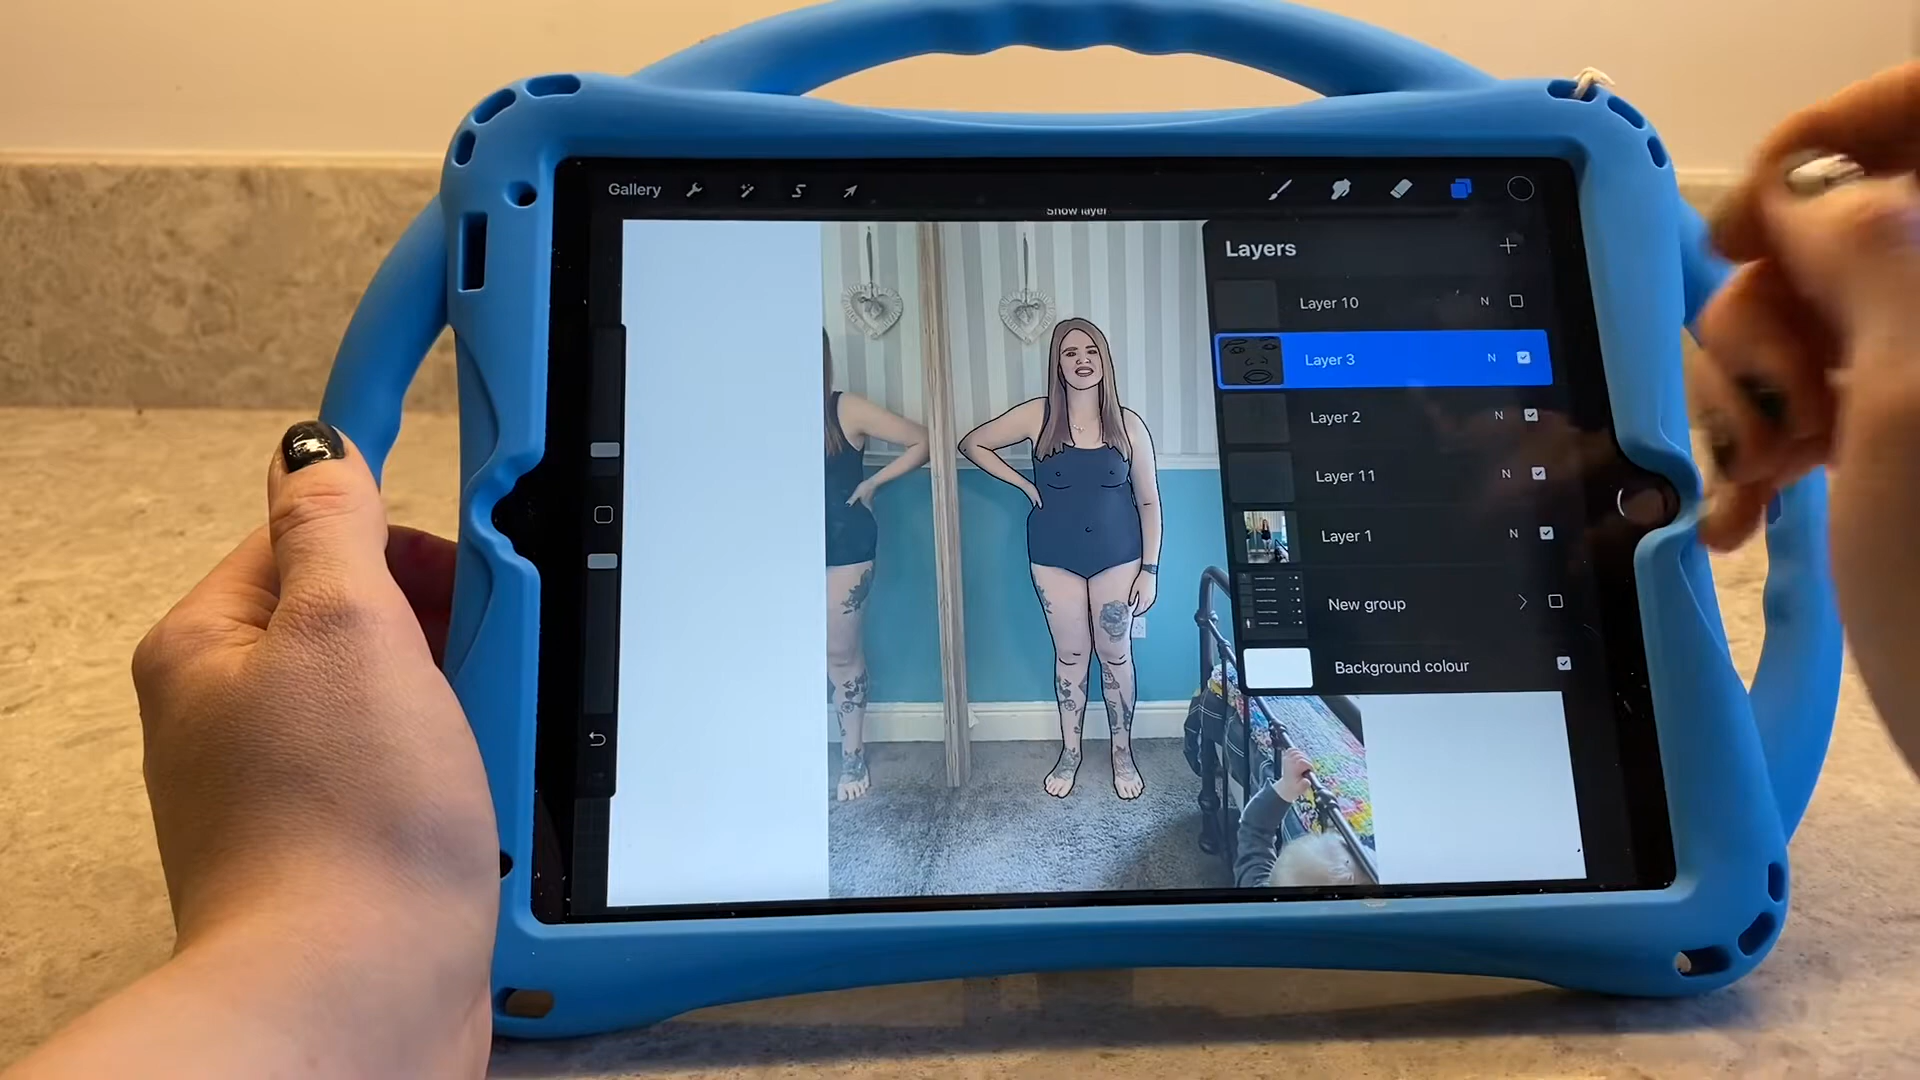 Gallery
Show layer
Layers
Layer 10 N
Layer 3 N
Layer 2 N
Layer 11 N
Layer 1 N
New group
Background colour